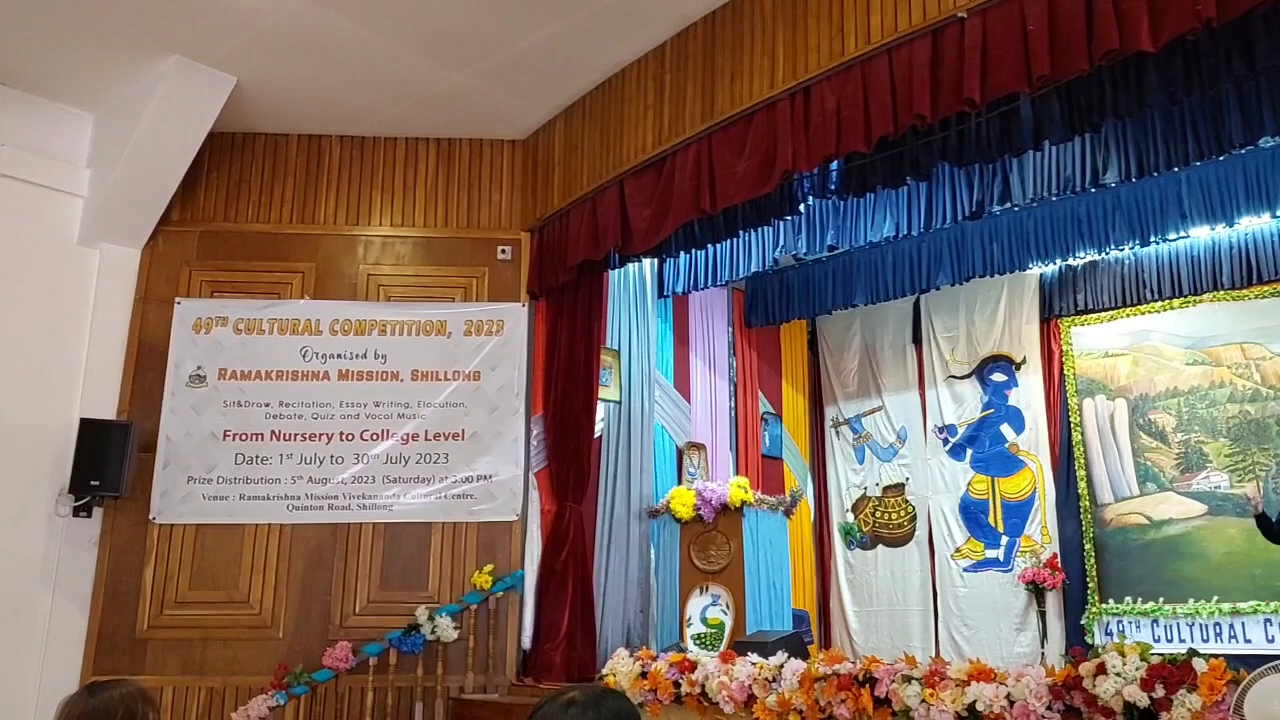 49TH CULTURAL COMPETITION, 2023
Organised by
RAMAKRISHNA MISSION, SHILLONG
Sit&Draw, Recitation, Essay Writing, Elocution,
Debate, Quiz and Vocal Music.
From Nursery to College Level
Date: 1st July to 30th July 2023
Prize Distribution : 5th August, 2023 (Saturday) at 3.00 PM
Venue : Ramakrishna Mission Vivekananda Cultural Centre.
Quinton Road, Shillong
49TH CULTURAL C